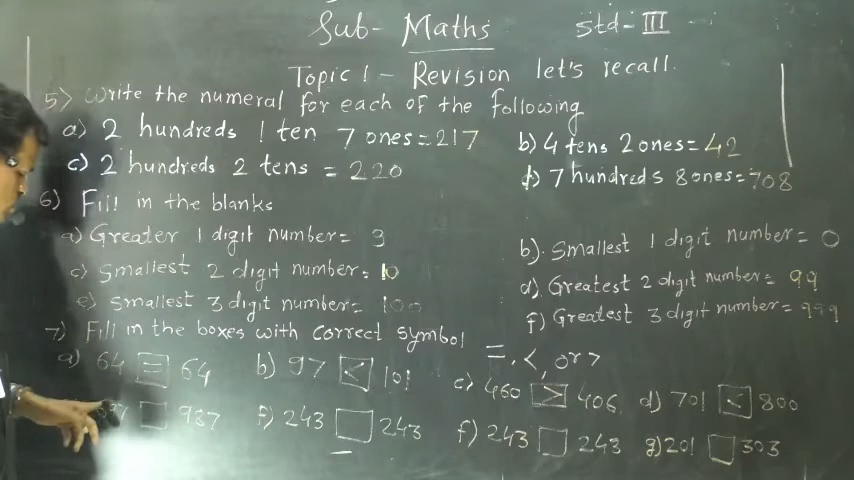 Sub- Maths Std- III
Topic 1 - Revision let's recall.
5) Write the numeral for each of the following
a) 2 hundreds 1 ten 7 ones = 217 b) 4 tens 2 ones = 42
c) 2 hundreds 2 tens = 220 d) 7 hundreds 8 ones = 708
6) Fill in the blanks
a) Greater 1 digit number = 9 b). Smallest 1 digit number = 0
c) Smallest 2 digit number = 10 d). Greatest 2 digit number = 99
e) Smallest 3 digit number = 100 f) Greatest 3 digit number = 999
7) Fill in the boxes with correct symbol =, <, or >
a) 64 = 64 b) 97 < 101 c) 460 > 406 d) 701 < 800
937 f) 243 243 f) 243 243 g) 201 303